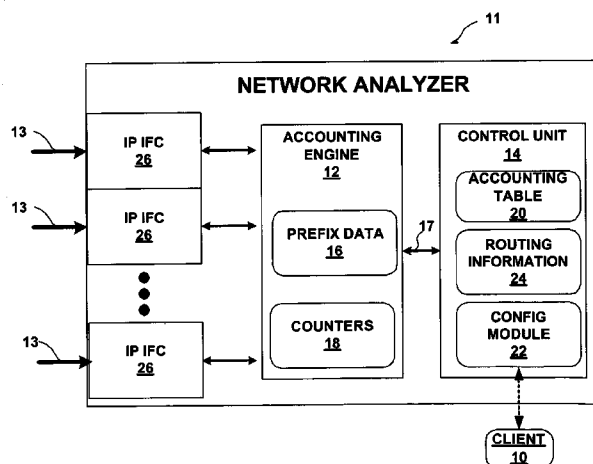 11
NETWORK ANALYZER
13
IP IFC
26
13
IP IFC
26
13
IP IFC
26
ACCOUNTING
ENGINE
12
PREFIX DATA
16
COUNTERS
18
17
CONTROL UNIT
14
ACCOUNTING
TABLE
20
ROUTING
INFORMATION
24
CONFIG
MODULE
22
CLIENT
10